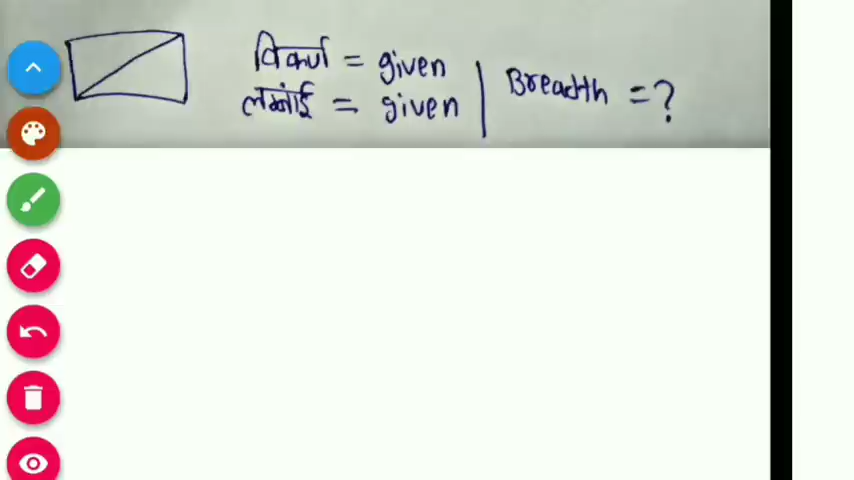 विकर्ण = given
लम्बाई = given
Breadth = ?